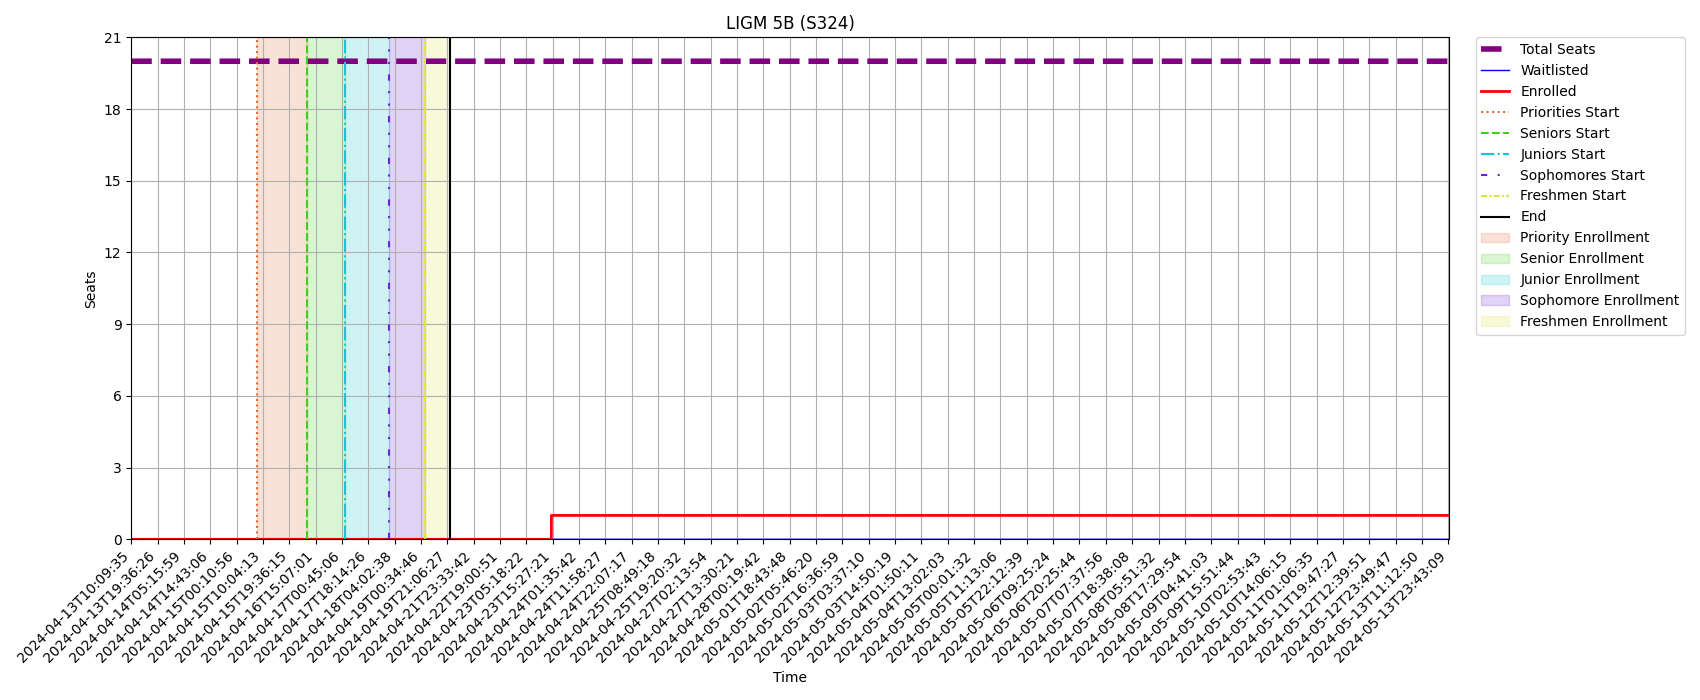 LIGM 5B (S324)
21
18
15
12
9
6
3
0
Seats
2024-04-13T10:09:35
2024-04-13T19:36:26
2024-04-14T05:15:59
2024-04-14T14:43:06
2024-04-15T00:10:56
2024-04-15T10:04:13
2024-04-15T19:36:15
2024-04-16T15:07:01
2024-04-17T00:45:06
2024-04-17T18:14:26
2024-04-18T04:02:38
2024-04-19T00:34:46
2024-04-19T21:06:27
2024-04-21T23:33:42
2024-04-22T19:00:51
2024-04-23T05:18:22
2024-04-23T15:27:21
2024-04-24T01:35:42
2024-04-24T11:58:27
2024-04-24T22:07:17
2024-04-25T08:49:18
2024-04-25T19:20:32
2024-04-27T02:13:54
2024-04-27T13:30:21
2024-04-28T00:19:42
2024-05-01T18:43:48
2024-05-02T05:46:20
2024-05-02T16:36:59
2024-05-03T03:37:10
2024-05-03T14:50:19
2024-05-04T01:50:11
2024-05-04T13:02:03
2024-05-05T00:01:32
2024-05-05T11:13:06
2024-05-05T22:12:39
2024-05-06T09:25:24
2024-05-06T20:25:44
2024-05-07T07:37:56
2024-05-07T18:38:08
2024-05-08T05:51:32
2024-05-08T17:29:54
2024-05-09T04:41:03
2024-05-09T15:51:44
2024-05-10T02:53:43
2024-05-10T14:06:15
2024-05-11T01:06:35
2024-05-11T19:47:27
2024-05-12T12:39:51
2024-05-12T23:49:47
2024-05-13T11:12:50
2024-05-13T23:43:09
Time
Total Seats
Waitlisted
Enrolled
Priorities Start
Seniors Start
Juniors Start
Sophomores Start
Freshmen Start
End
Priority Enrollment
Senior Enrollment
Junior Enrollment
Sophomore Enrollment
Freshmen Enrollment